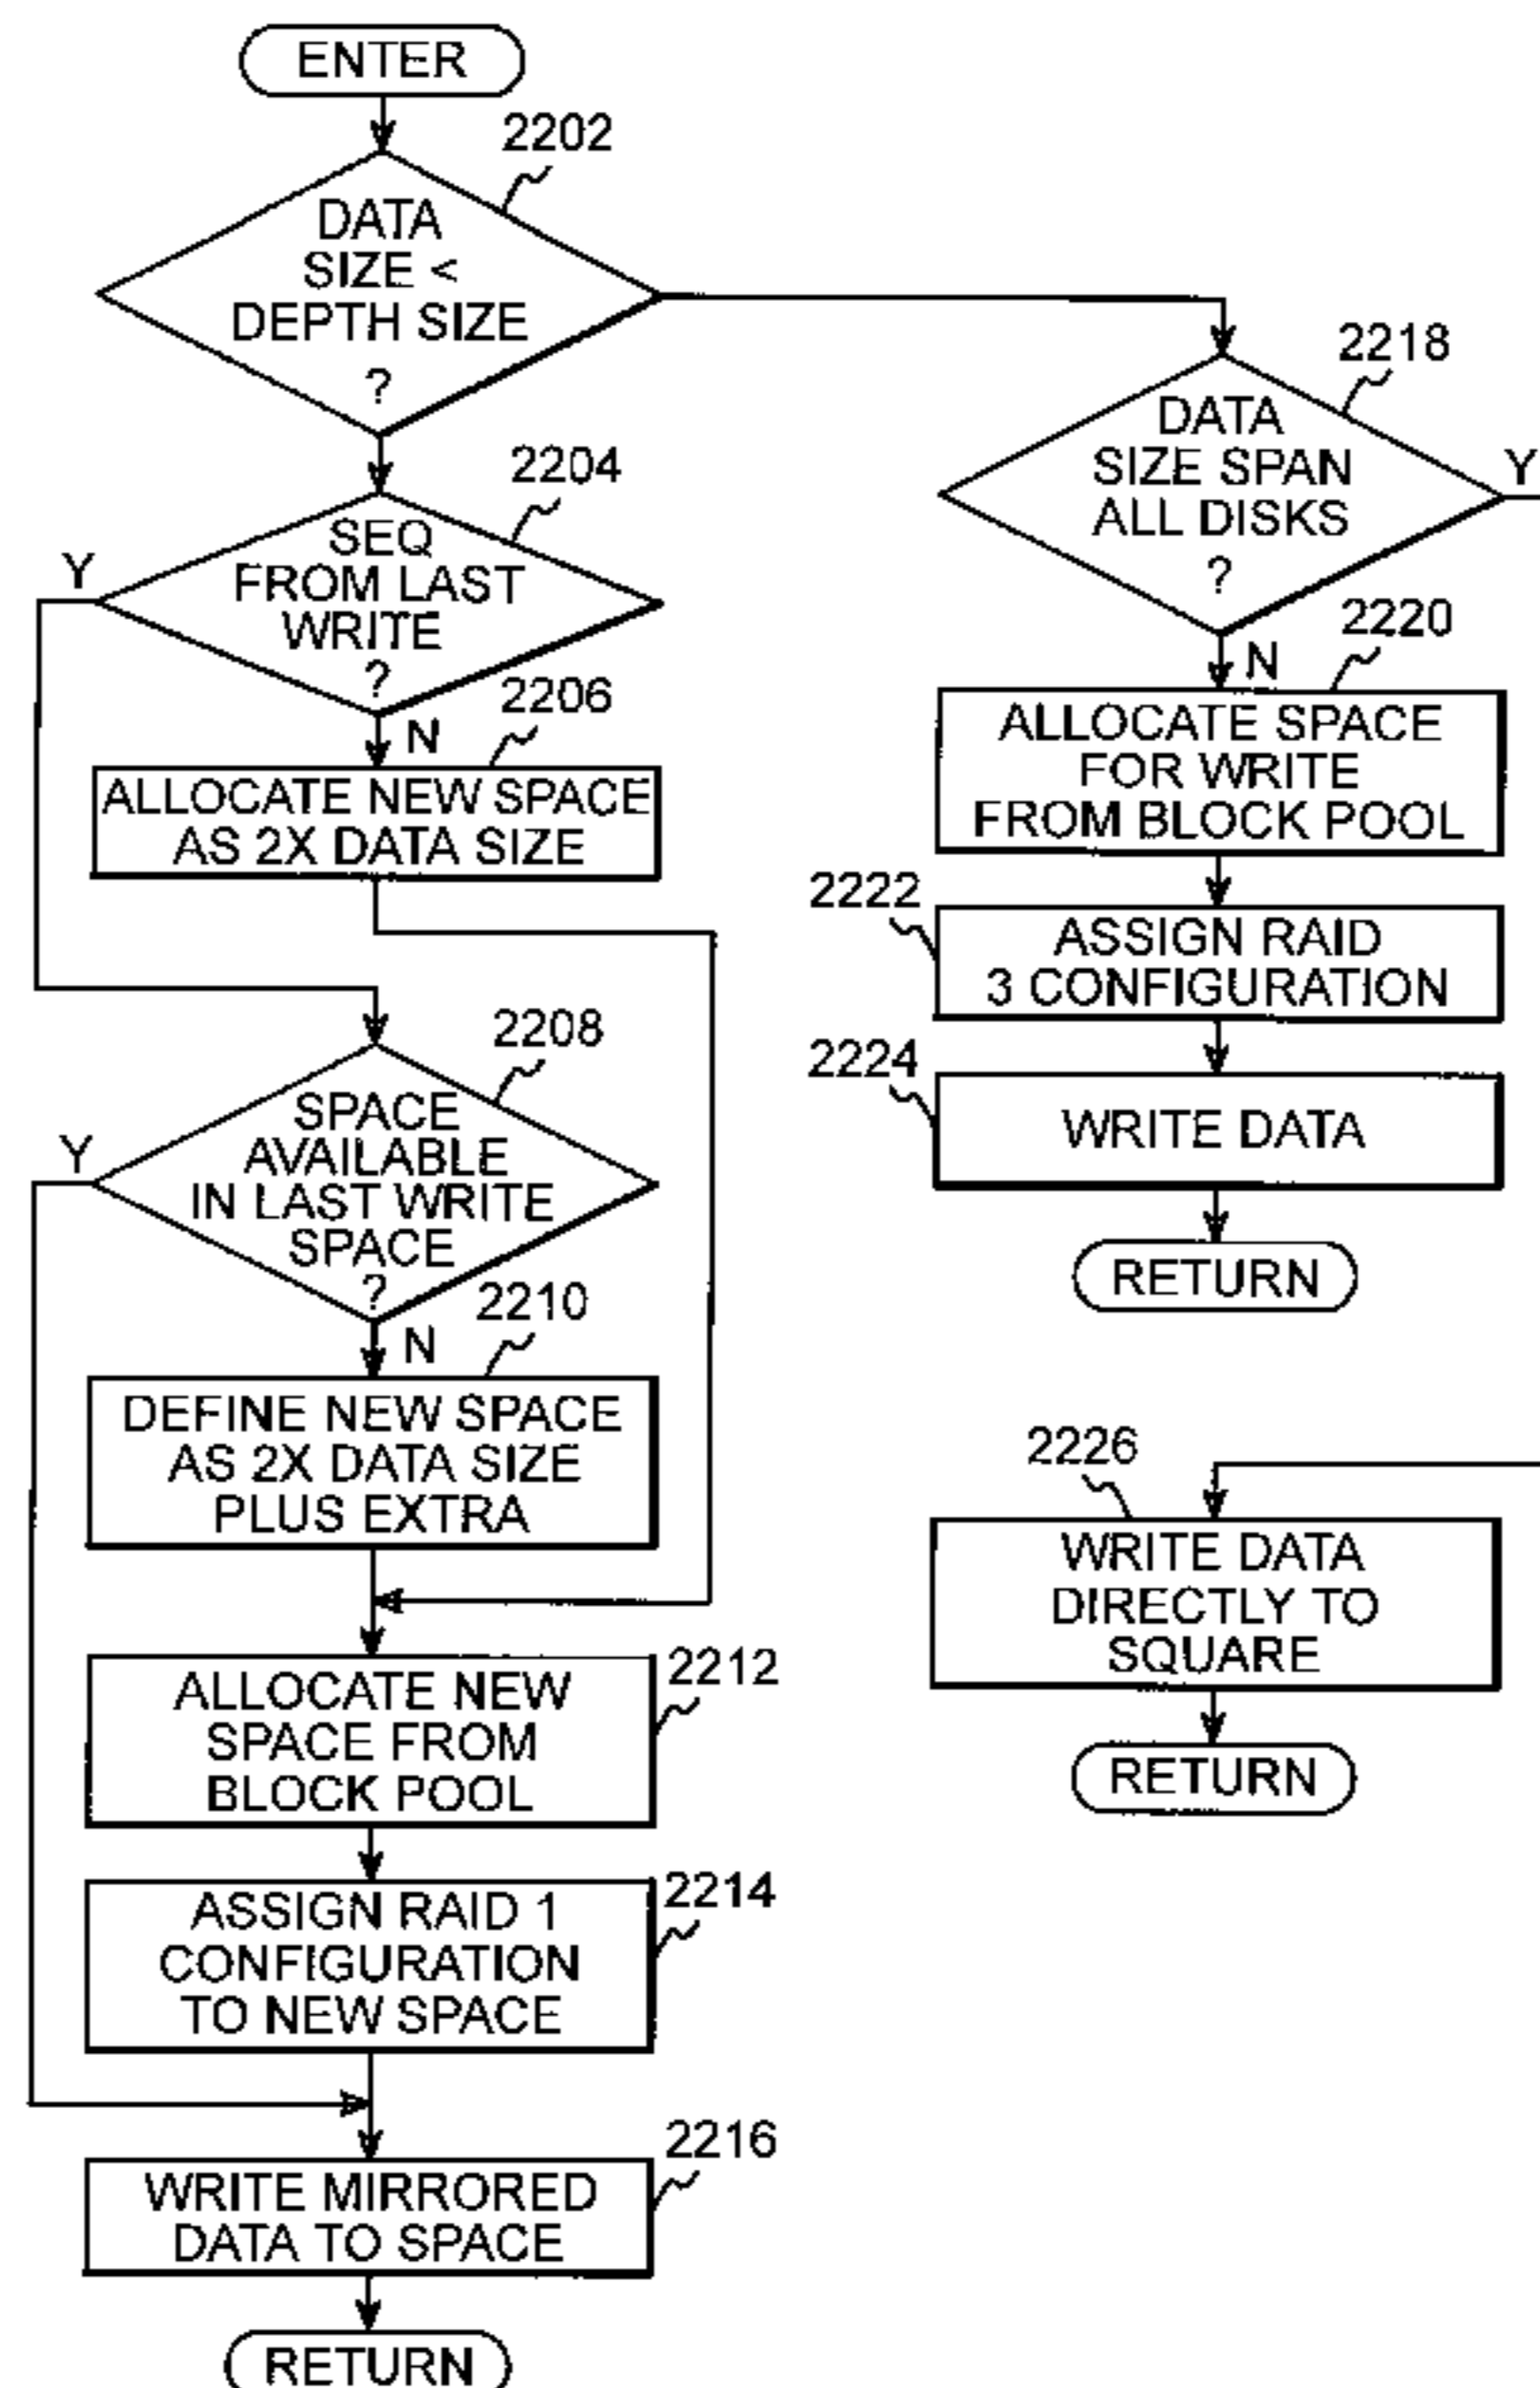 ENTER
2202
DATA
SIZE <
DEPTH SIZE
?
2204
SEQ
FROM LAST
WRITE
?
Y
N
2206
ALLOCATE NEW SPACE
AS 2X DATA SIZE
2208
SPACE
AVAILABLE
IN LAST WRITE
SPACE
?
Y
N
2210
DEFINE NEW SPACE
AS 2X DATA SIZE
PLUS EXTRA
2212
ALLOCATE NEW
SPACE FROM
BLOCK POOL
2214
ASSIGN RAID 1
CONFIGURATION
TO NEW SPACE
2216
WRITE MIRRORED
DATA TO SPACE
RETURN
2218
DATA
SIZE SPAN
ALL DISKS
?
Y
N
2220
ALLOCATE SPACE
FOR WRITE
FROM BLOCK POOL
2222
ASSIGN RAID
3 CONFIGURATION
2224
WRITE DATA
RETURN
2226
WRITE DATA
DIRECTLY TO
SQUARE
RETURN